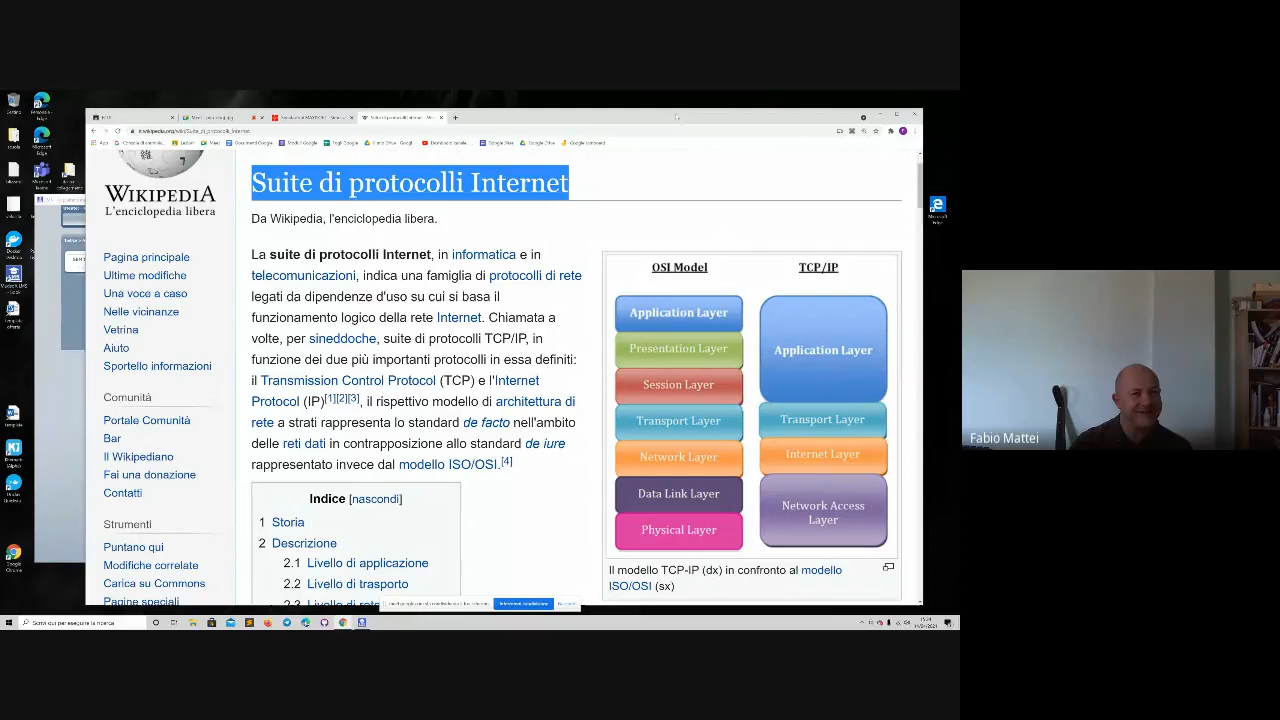 Suite di protocolli Internet
Da Wikipedia, l'enciclopedia libera.
WIKIPEDIA
L'enciclopedia libera
Pagina principale
Ultime modifiche
Una voce a caso
Nelle vicinanze
Vetrina
Aiuto
Sportello informazioni
Comunità
Portale Comunità
Bar
Il Wikipediano
Fai una donazione
Contatti
Strumenti
Puntano qui
Modifiche correlate
Carica su Commons
Pagine speciali
La suite di protocolli Internet, in informatica e in
telecomunicazioni, indica una famiglia di protocolli di rete
legati da dipendenze d'uso su cui si basa il
funzionamento logico della rete Internet. Chiamata a
volte, per sineddoche, suite di protocolli TCP/IP, in
funzione dei due più importanti protocolli in essa definiti:
il Transmission Control Protocol (TCP) e l'Internet
Protocol (IP)[1][2][3], il rispettivo modello di architettura di
rete a strati rappresenta lo standard de facto nell'ambito
delle reti dati in contrapposizione allo standard de iure
rappresentato invece dal modello ISO/OSI.[4]
Indice [nascondi]
1 Storia
2 Descrizione
2.1 Livello di applicazione
2.2 Livello di trasporto
OSI Model
Application Layer
Presentation Layer
Session Layer
Transport Layer
Network Layer
Data Link Layer
Physical Layer
TCP/IP
Application Layer
Transport Layer
Internet Layer
Network Access
Layer
Il modello TCP-IP (dx) in confronto al modello
ISO/OSI (sx)
Scrivi qui per eseguire la ricerca
Microsoft
Edge
Fabio Mattei